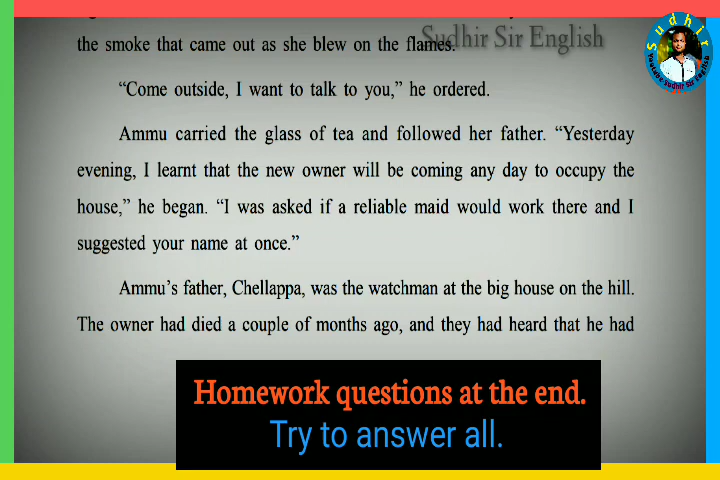 Sudhir Sir English
the smoke that came out as she blew on the flames.
“Come outside, I want to talk to you,” he ordered.
Ammu carried the glass of tea and followed her father. “Yesterday
evening, I learnt that the new owner will be coming any day to occupy the
house,” he began. “I was asked if a reliable maid would work there and I
suggested your name at once.”
Ammu’s father, Chellappa, was the watchman at the big house on the hill.
The owner had died a couple of months ago, and they had heard that he had
Homework questions at the end.
Try to answer all.
Sudhir
Youtube Sudhir Sir English